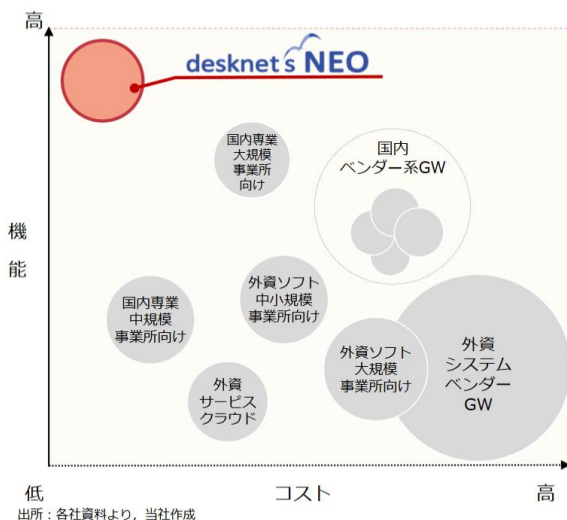 高
desknet's NEO
国内専業
大規模
事業所
向け
国内
ベンダー系GW
機
能
国内専業
中規模
事業所向け
外資ソフト
中小規模
事業所向け
外資ソフト
大規模
事業所向け
外資
システム
ベンダー
GW
外資
サービス
クラウド
低
コスト
高
出所：各社資料より，当社作成